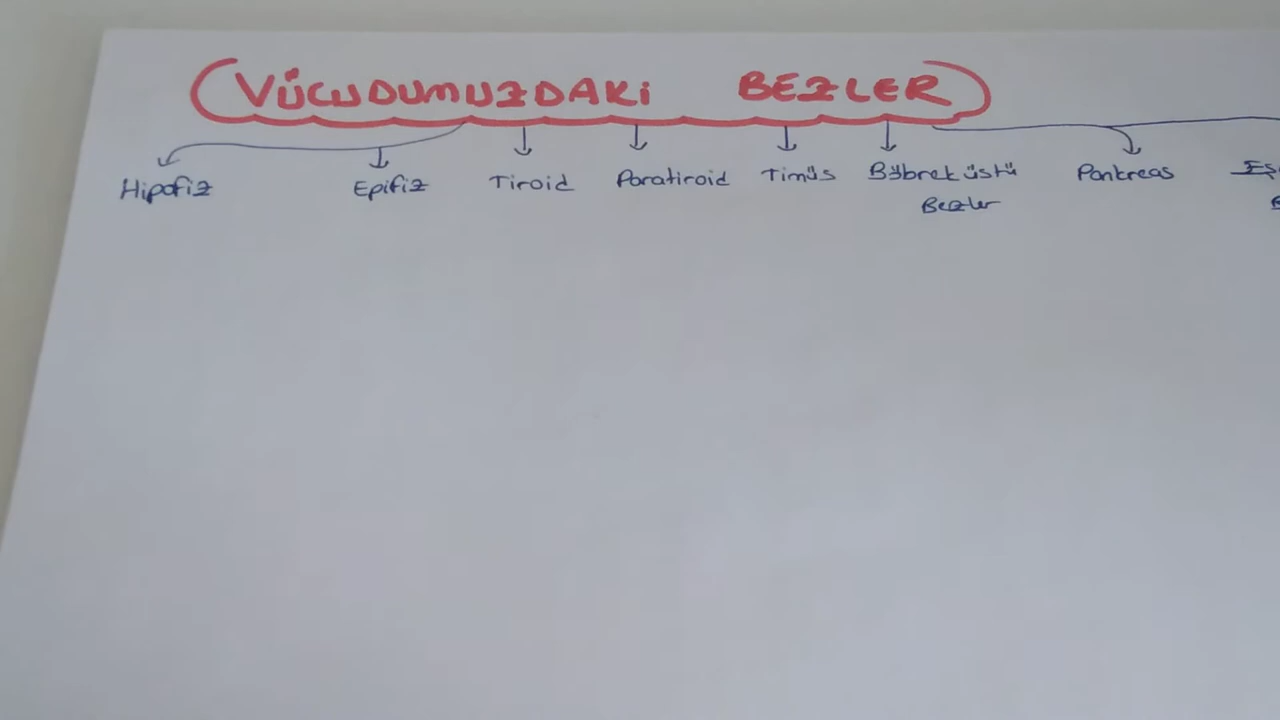 VÜCUDUMUZDAKİ BEZLER
Hipofiz Epifiz Tiroid Paratiroid Timüs Böbreküstü Pankreas
Bezler